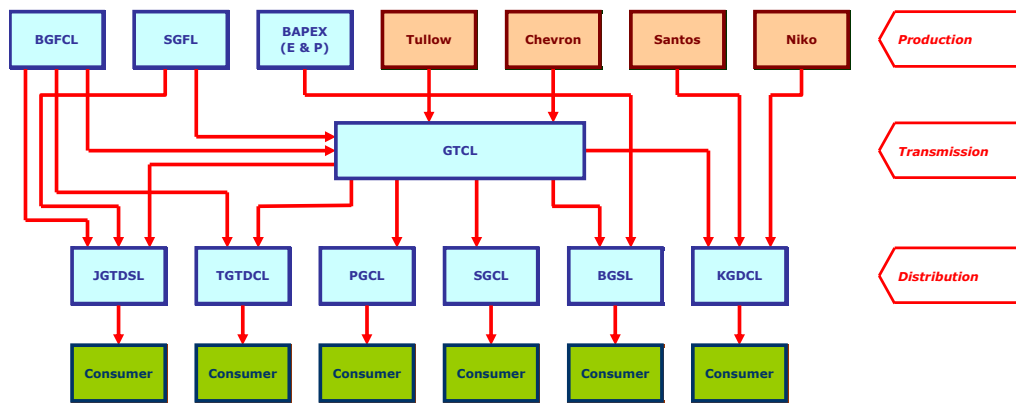 BGFCL
SGFL
BAPEX
(E & P)
Tullow
Chevron
Santos
Niko
Production
GTCL
Transmission
JGTDSL
TGTDCL
PGCL
SGCL
BGSL
KGDCL
Distribution
Consumer
Consumer
Consumer
Consumer
Consumer
Consumer